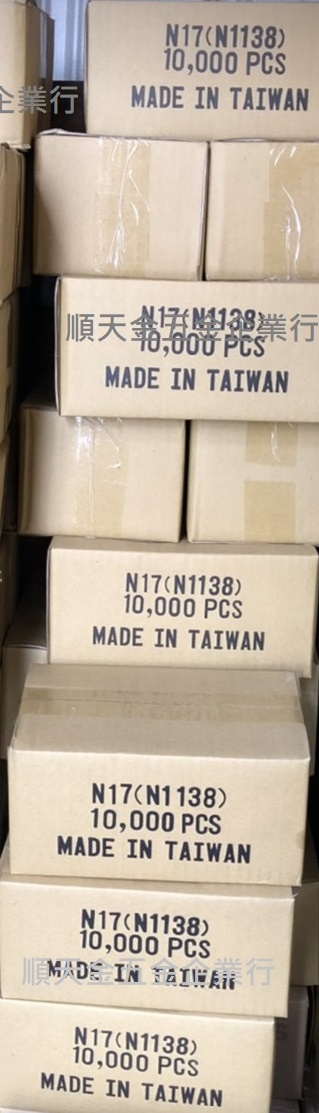 N17(N1138)
10,000 PCS
MADE IN TAIWAN
企業行
N17(N1138)
順天金五金企業行
10,000 PCS
MADE IN TAIWAN
N17(N1138)
10,000 PCS
MADE IN TAIWAN
N17(N1138)
10,000 PCS
MADE IN TAIWAN
N17(N1138)
10,000 PCS
MADE IN TAIWAN
順天金五金企業行
N17(N1138)
10,000 PCS
MADE IN TAIWAN